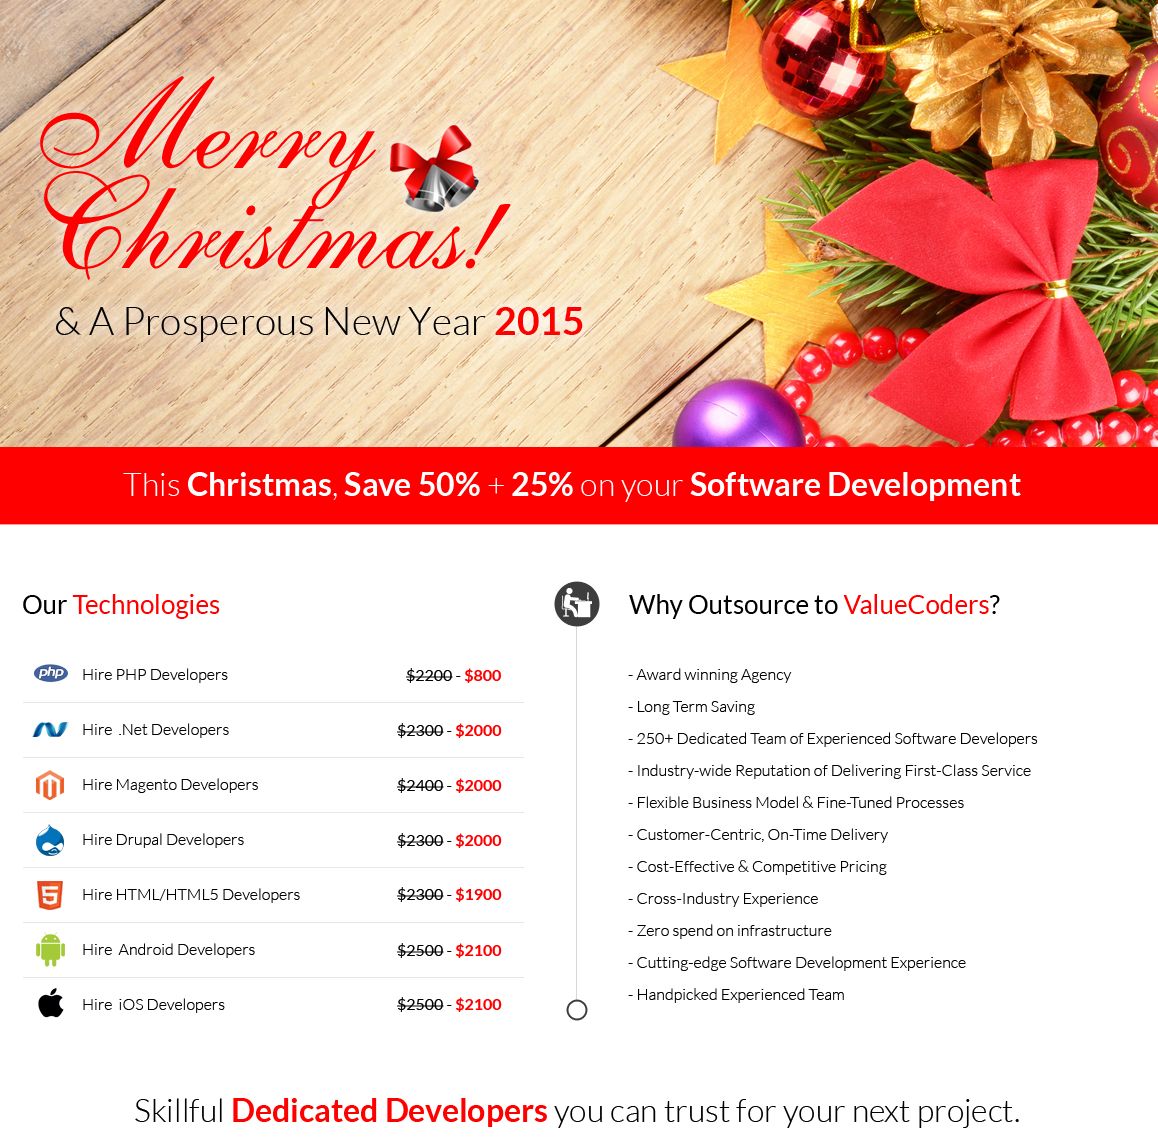 Merry
Christmas!
& A Prosperous New Year 2015
This Christmas, Save 50% + 25% on your Software Development
Our Technologies
php Hire PHP Developers $2200 - $800
Hire .Net Developers $2300 - $2000
Hire Magento Developers $2400 - $2000
Hire Drupal Developers $2300 - $2000
5 Hire HTML/HTML5 Developers $2300 - $1900
Hire Android Developers $2500 - $2100
Hire iOS Developers $2500 - $2100
Why Outsource to ValueCoders?
- Award winning Agency
- Long Term Saving
- 250+ Dedicated Team of Experienced Software Developers
- Industry-wide Reputation of Delivering First-Class Service
- Flexible Business Model & Fine-Tuned Processes
- Customer-Centric, On-Time Delivery
- Cost-Effective & Competitive Pricing
- Cross-Industry Experience
- Zero spend on infrastructure
- Cutting-edge Software Development Experience
- Handpicked Experienced Team
Skillful Dedicated Developers you can trust for your next project.